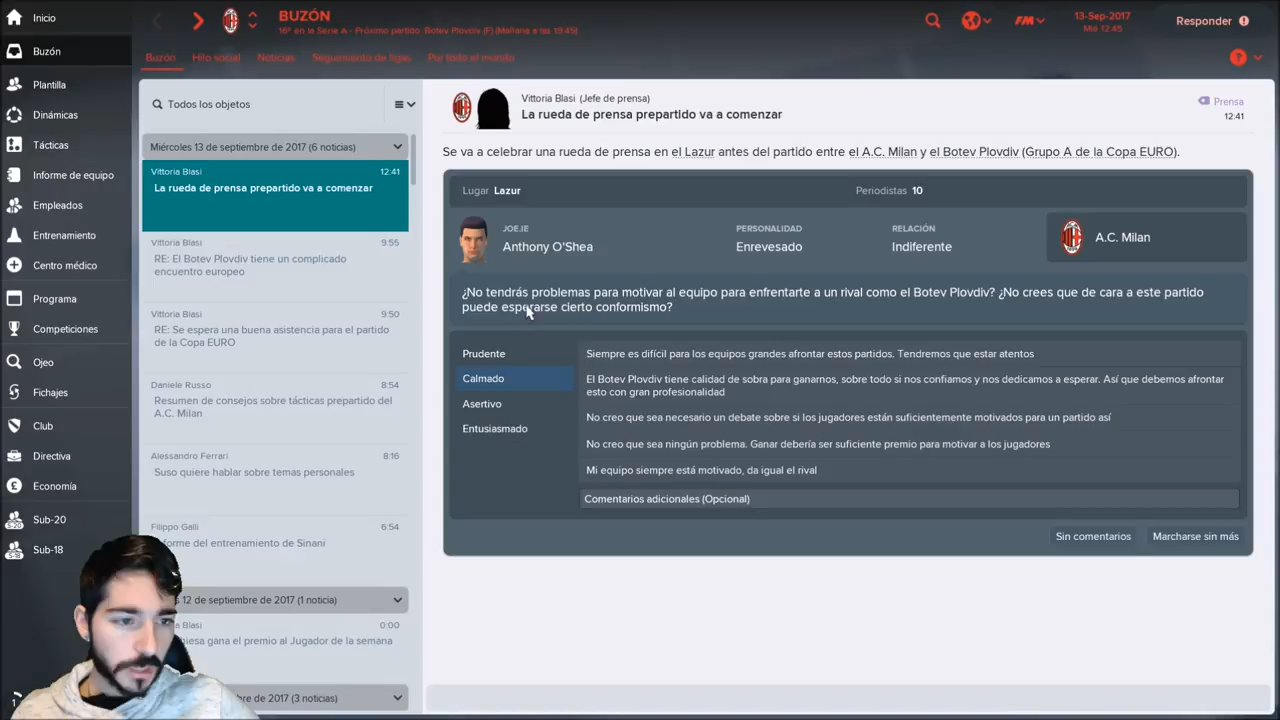 Inicio
BUZÓN
16º en la Serie A - Próximo partido: Botev Plovdiv (F) (Mañana a las 19:45)
FM
13-Sep-2017
Mié 12:45
Responder
Buzón
Buzón
Hilo social
Noticias
Seguimiento de ligas
Por todo el mundo
Plantilla
Dinámicas
Tácticas
Informe de equipo
Empleados
Entrenamiento
Centro médico
Programa
Competiciones
Ojeo
Fichajes
Club
Directiva
Economía
Sub-20
Sub-18
Todos los objetos
Miércoles 13 de septiembre de 2017 (6 noticias)
Vittoria Blasi 12:41
La rueda de prensa prepartido va a comenzar
Vittoria Blasi 9:55
RE: El Botev Plovdiv tiene un complicado
encuentro europeo
Vittoria Blasi 9:50
RE: Se espera una buena asistencia para el partido
de la Copa EURO
Daniele Russo 8:54
Resumen de consejos sobre tácticas prepartido del
A.C. Milan
Alessandro Ferrari 8:16
Suso quiere hablar sobre temas personales
Filippo Galli 6:54
forme del entrenamiento de Sinani
12 de septiembre de 2017 (1 noticia)
Blasi 0:00
iesa gana el premio al Jugador de la semana
re de 2017 (3 noticias)
Vittoria Blasi (Jefe de prensa)
La rueda de prensa prepartido va a comenzar
Prensa
12:41
Se va a celebrar una rueda de prensa en el Lazur antes del partido entre el A.C. Milan y el Botev Plovdiv (Grupo A de la Copa EURO).
Lugar Lazur
Periodistas 10
JOE.IE
Anthony O'Shea
PERSONALIDAD
Enrevesado
RELACIÓN
Indiferente
A.C. Milan
¿No tendrás problemas para motivar al equipo para enfrentarte a un rival como el Botev Plovdiv? ¿No crees que de cara a este partido
puede esperarse cierto conformismo?
Prudente
Calmado
Asertivo
Entusiasmado
Siempre es difícil para los equipos grandes afrontar estos partidos. Tendremos que estar atentos
El Botev Plovdiv tiene calidad de sobra para ganarnos, sobre todo si nos confiamos y nos dedicamos a esperar. Así que debemos afrontar
esto con gran profesionalidad
No creo que sea necesario un debate sobre si los jugadores están suficientemente motivados para un partido así
No creo que sea ningún problema. Ganar debería ser suficiente premio para motivar a los jugadores
Mi equipo siempre está motivado, da igual el rival
Comentarios adicionales (Opcional)
Sin comentarios
Marcharse sin más